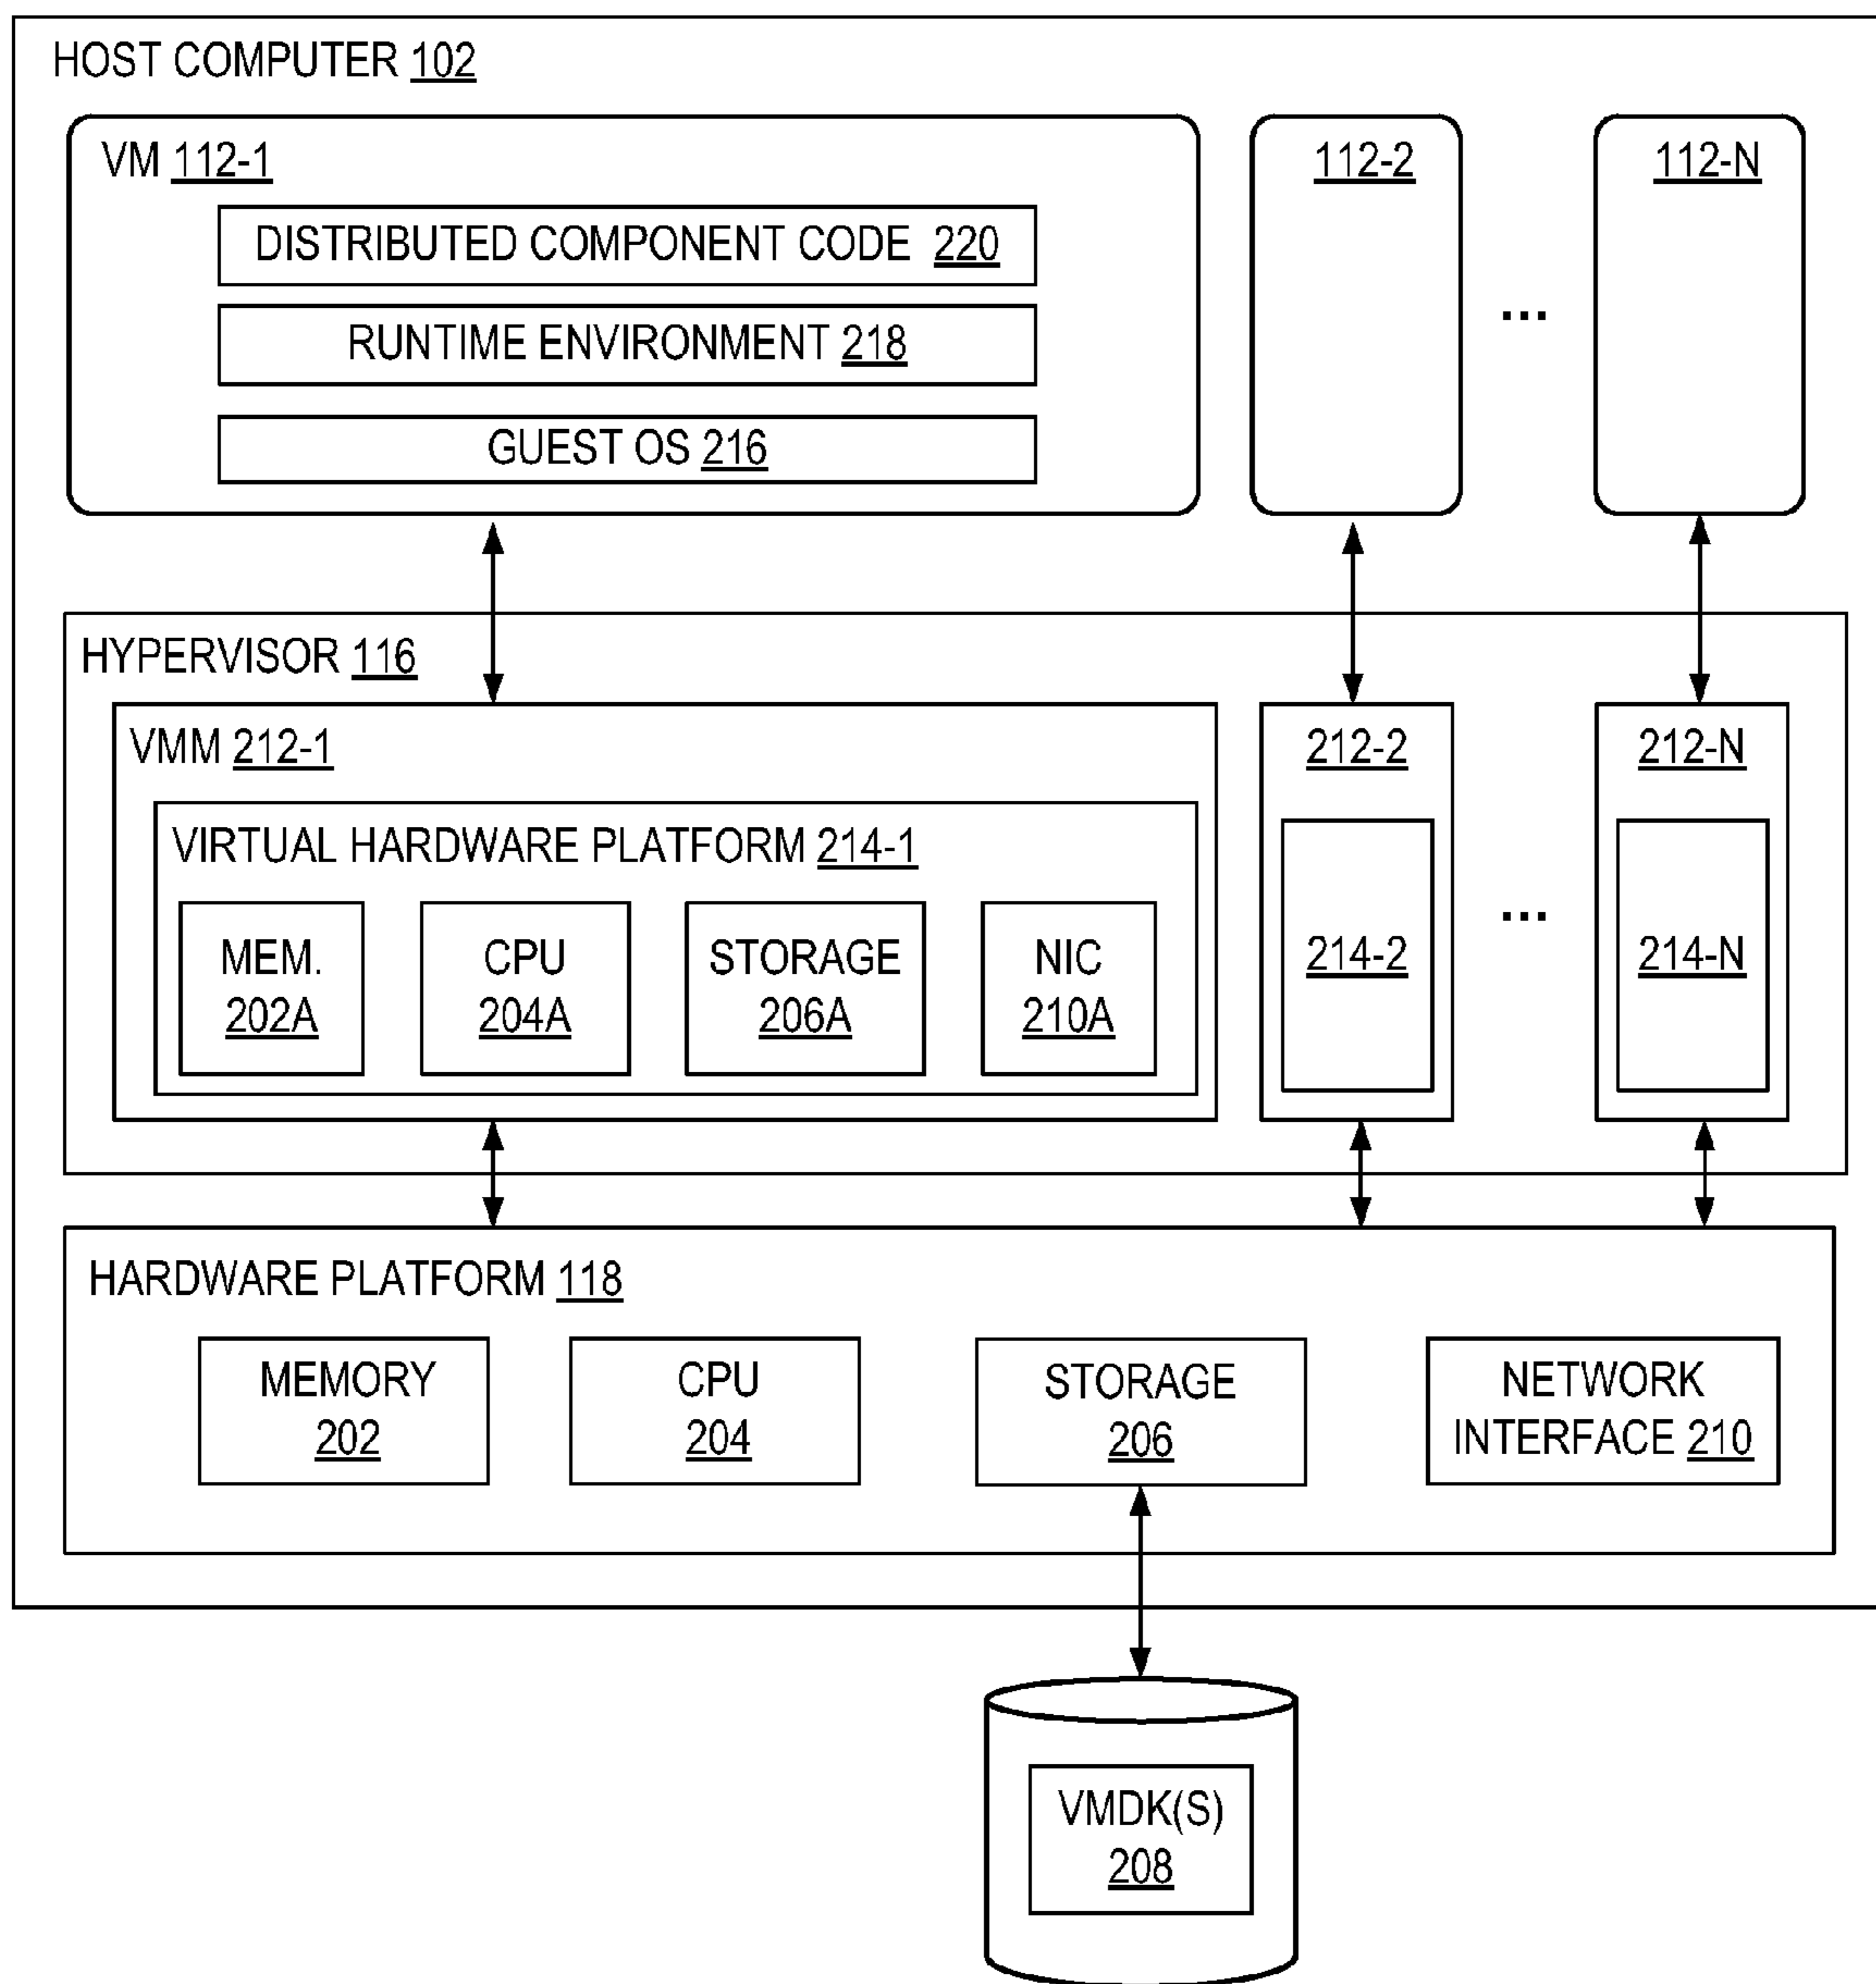 HOST COMPUTER 102
VM 112-1
112-2
112-N
DISTRIBUTED COMPONENT CODE 220
RUNTIME ENVIRONMENT 218
...
GUEST OS 216
HYPERVISOR 116
VMM 212-1
212-2
212-N
VIRTUAL HARDWARE PLATFORM 214-1
MEM.
202A
CPU
204A
STORAGE
206A
NIC
210A
214-2
...
214-N
HARDWARE PLATFORM 118
MEMORY
202
CPU
204
STORAGE
206
NETWORK
INTERFACE 210
VMDK(S)
208